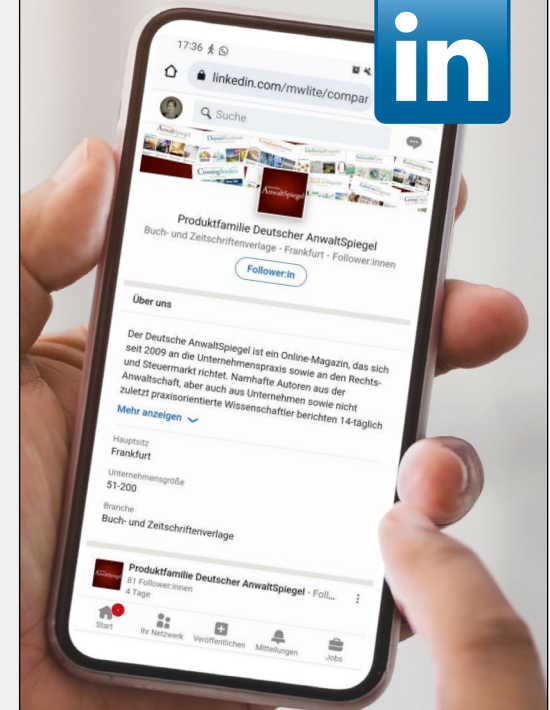 in
17:36
linkedin.com/mwlite/compar
Suche
AnwaltSpiegel
Produktfamilie Deutscher AnwaltSpiegel
Buch- und Zeitschriftenverlage · Frankfurt · Follower:innen
Follower:in
Über uns
Der Deutsche AnwaltSpiegel ist ein Online-Magazin, das sich
seit 2009 an die Unternehmenspraxis sowie an den Rechts-
und Steuermarkt richtet. Namhafte Autoren aus der
Anwaltschaft, aber auch aus Unternehmen sowie nicht
zuletzt praxisorientierte Wissenschaftler berichten 14-täglich
Mehr anzeigen
Hauptsitz
Frankfurt
Unternehmensgröße
51-200
Branche
Buch- und Zeitschriftenverlage
Produktfamilie Deutscher AnwaltSpiegel · Foll...
81 Follower:innen
4 Tage
Start
Ihr Netzwerk
Veröffentlichen
Mitteilungen
Jobs